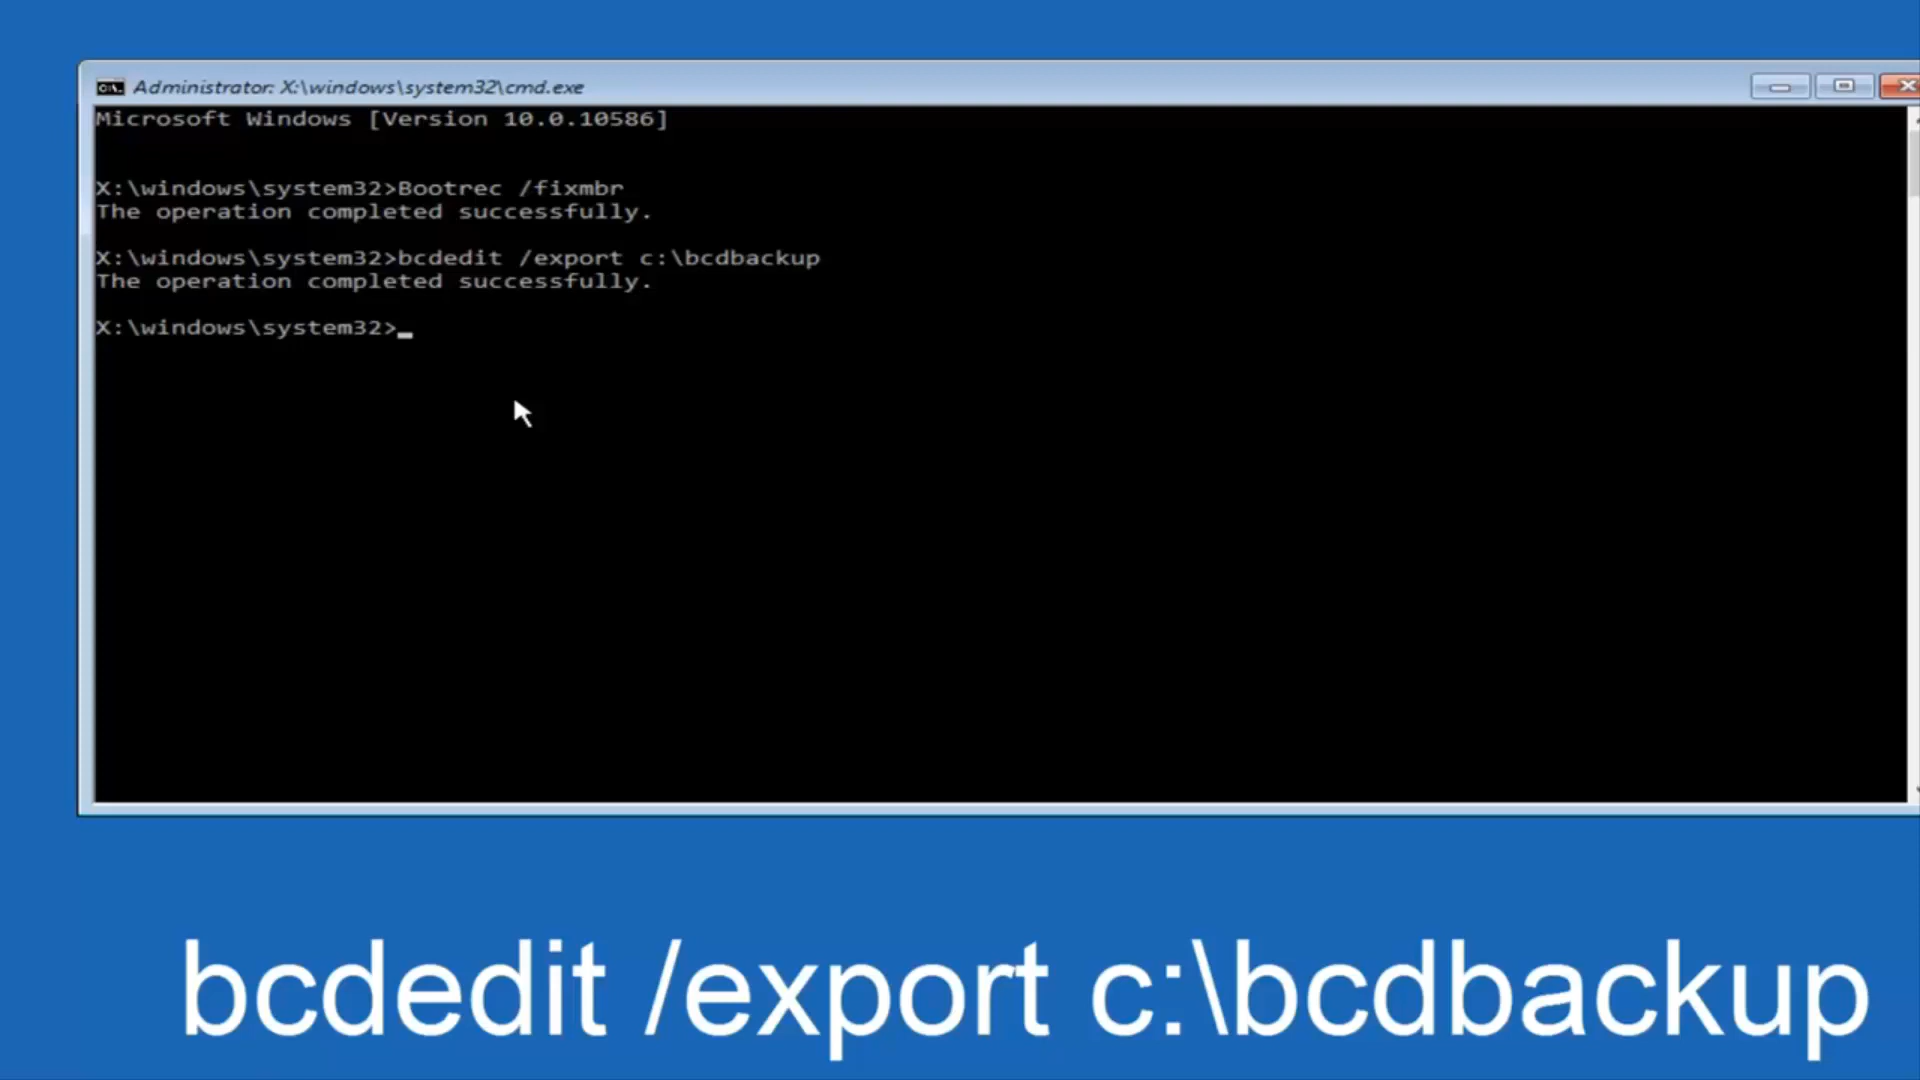 Administrator: X:\windows\system32\cmd.exe
Microsoft Windows [Version 10.0.10586]
X:\windows\system32>Bootrec /fixmbr
The operation completed successfully.
X:\windows\system32>bcdedit /export c:\bcdbackup
The operation completed successfully.
X:\windows\system32>_
bcdedit /export c:\bcdbackup